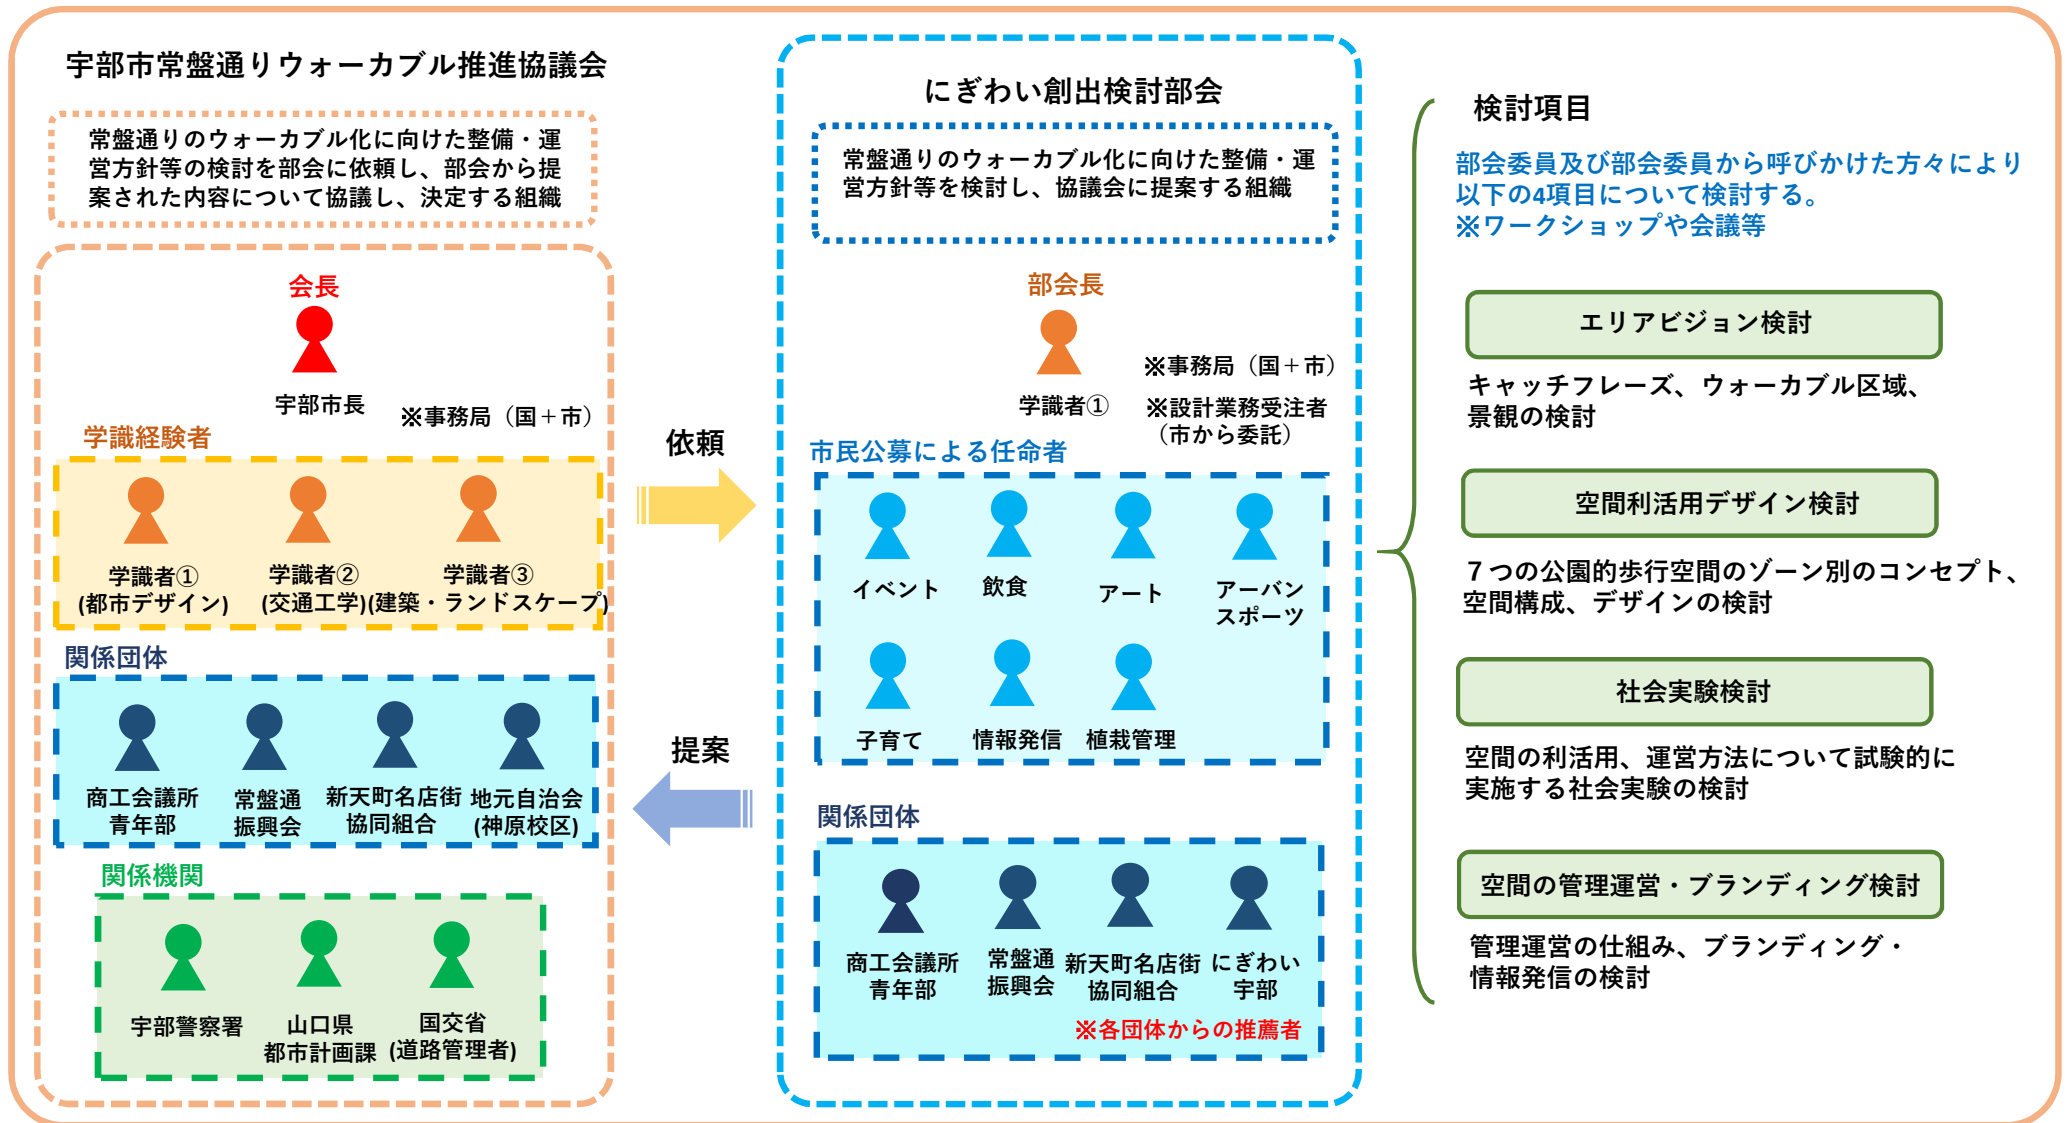 宇部市常盤通りウォーカブル推進協議会
常盤通りのウォーカブル化に向けた整備・運
営方針等の検討を部会に依頼し、部会から提
案された内容について協議し、決定する組織
会長
宇部市長
※事務局（国＋市）
学識経験者
学識者①
(都市デザイン)
学識者②
(交通工学)
学識者③
(建築・ランドスケープ)
関係団体
商工会議所
青年部
常盤通
振興会
新天町名店街
協同組合
地元自治会
(神原校区)
関係機関
宇部警察署
山口県
都市計画課
国交省
(道路管理者)
依頼
提案
にぎわい創出検討部会
常盤通りのウォーカブル化に向けた整備・運
営方針等を検討し、協議会に提案する組織
部会長
学識者①
※事務局（国＋市）
※設計業務受注者
（市から委託）
市民公募による任命者
イベント
飲食
アート
アーバン
スポーツ
子育て
情報発信
植栽管理
関係団体
商工会議所
青年部
常盤通
振興会
新天町名店街
協同組合
にぎわい
宇部
※各団体からの推薦者
検討項目
部会委員及び部会委員から呼びかけた方々により
以下の4項目について検討する。
※ワークショップや会議等
エリアビジョン検討
キャッチフレーズ、ウォーカブル区域、
景観の検討
空間利活用デザイン検討
７つの公園的歩行空間のゾーン別のコンセプト、
空間構成、デザインの検討
社会実験検討
空間の利活用、運営方法について試験的に
実施する社会実験の検討
空間の管理運営・ブランディング検討
管理運営の仕組み、ブランディング・
情報発信の検討